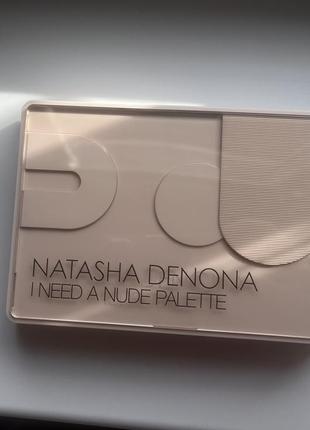 NATASHA DENONA
I NEED A NUDE PALETTE